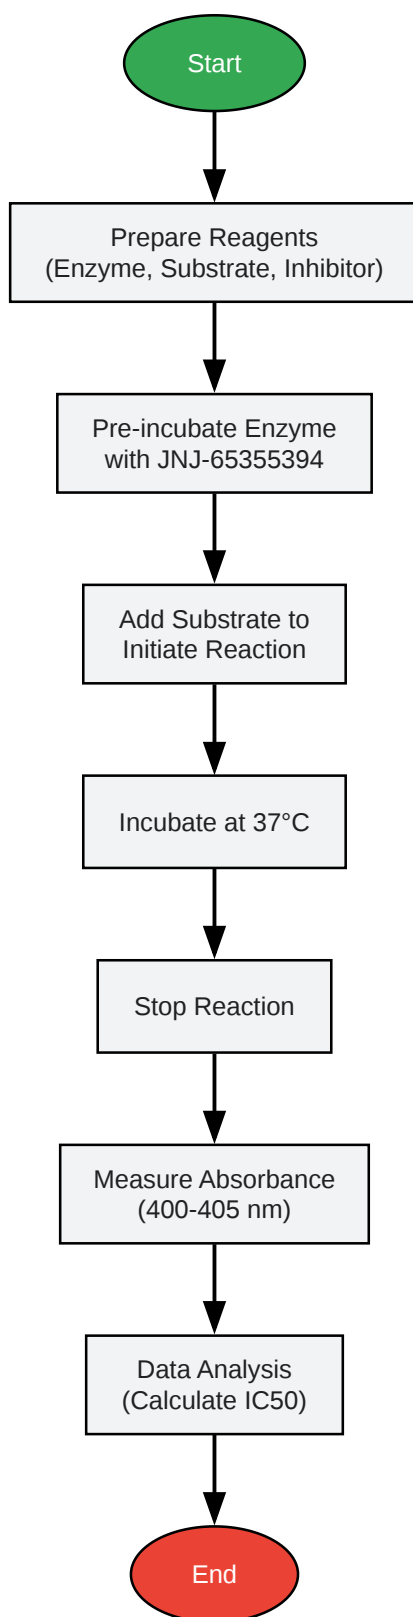 Start
Prepare Reagents
(Enzyme, Substrate, Inhibitor)
Pre-incubate Enzyme
with JNJ-65355394
Add Substrate to
Initiate Reaction
Incubate at 37°C
Stop Reaction
Measure Absorbance
(400-405 nm)
Data Analysis
(Calculate IC50)
End